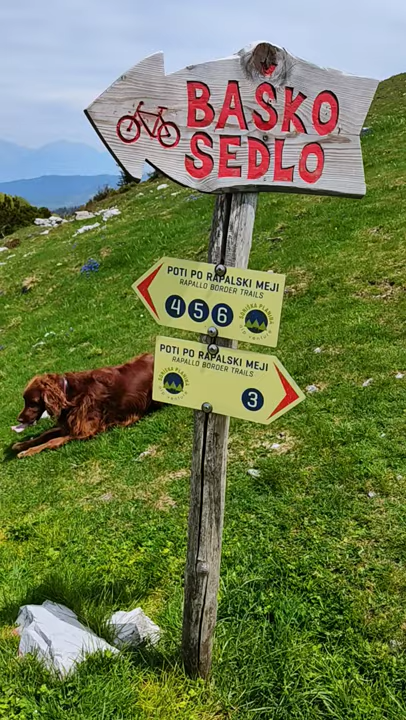 BASKO
SEDLO
POTI PO RAPALSKI MEJI
RAPALLO BORDER TRAILS
4 5 6
POTI PO RAPALSKI MEJI
RAPALLO BORDER TRAILS
3